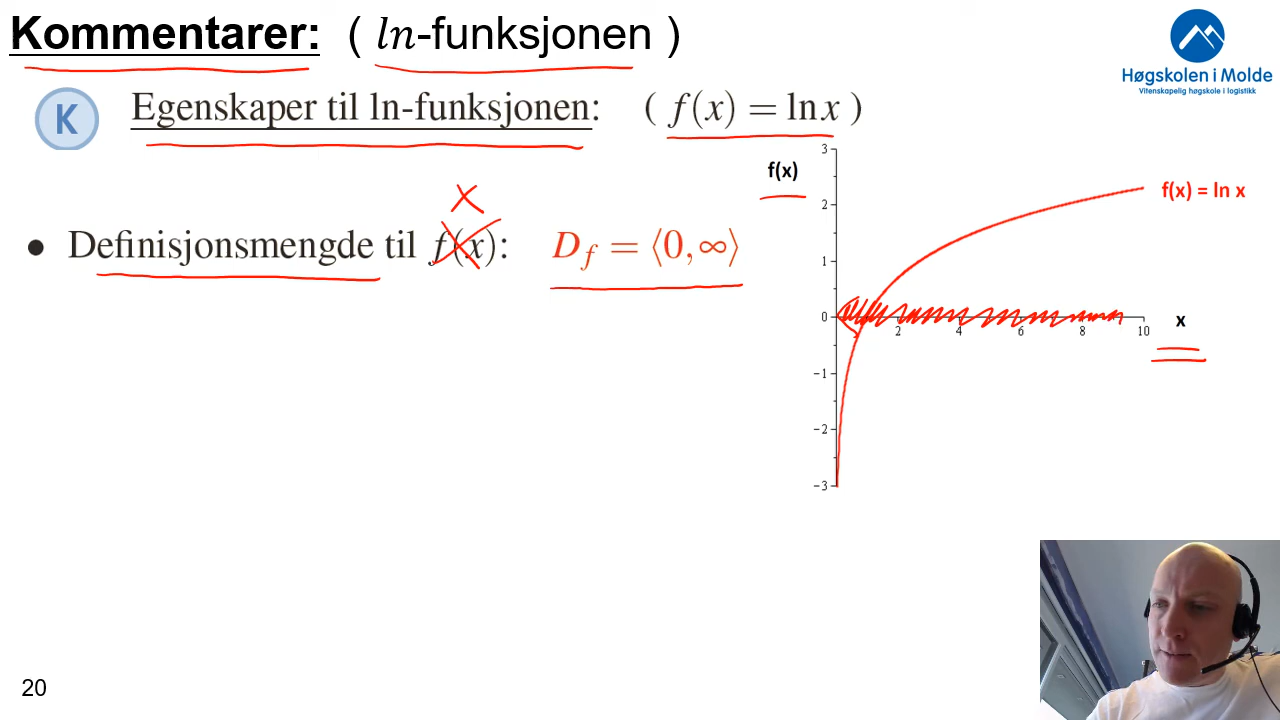 Kommentarer: ( ln-funksjonen )
Høgskolen i Molde
Vitenskapelig høgskole i logistikk
K Egenskaper til ln-funksjonen: ( f(x) = ln x )
x
• Definisjonsmengde til f(x): D_f = ⟨0, ∞⟩
f(x)
f(x) = ln x
3
2
1
0
-1
-2
-3
2 4 6 8 10
x
20